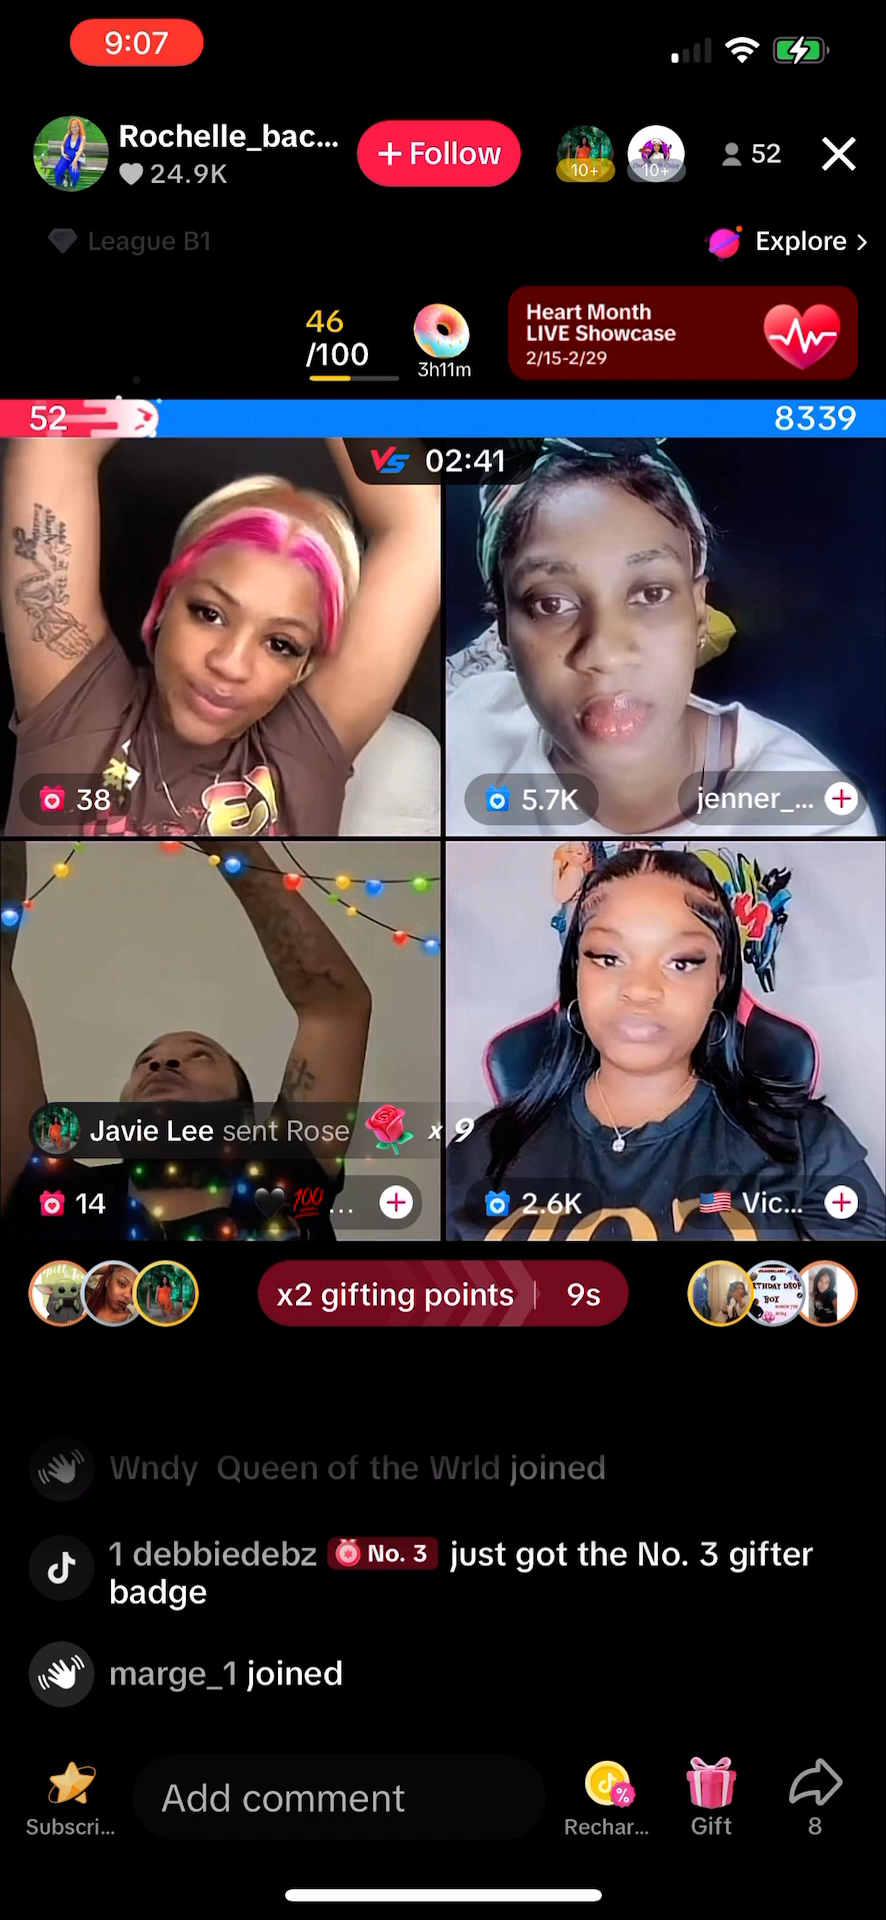 9:07
Rochelle_bac...
24.9K
+ Follow
10+
10+
52
League B1
Explore >
46
/100
3h11m
Heart Month
LIVE Showcase
2/15-2/29
52
8339
VS 02:41
38
5.7K
jenner_...
Javie Lee sent Rose x 9
14
💯...
2.6K
Vic...
x2 gifting points
9s
Wndy Queen of the Wrld joined
1 debbiedebz No. 3 just got the No. 3 gifter
badge
marge_1 joined
Subscri...
Add comment
Rechar...
Gift
8